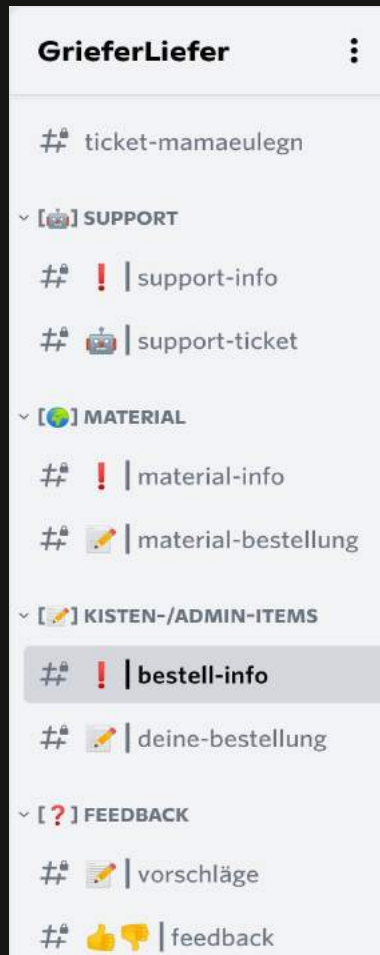 GrieferLiefer
ticket-mamaeulegn
[🤖] SUPPORT
❗ | support-info
🤖 | support-ticket
[🌍] MATERIAL
❗ | material-info
📝 | material-bestellung
[📝] KISTEN-/ADMIN-ITEMS
❗ | bestell-info
📝 | deine-bestellung
[❓] FEEDBACK
📝 | vorschläge
👍👎 | feedback